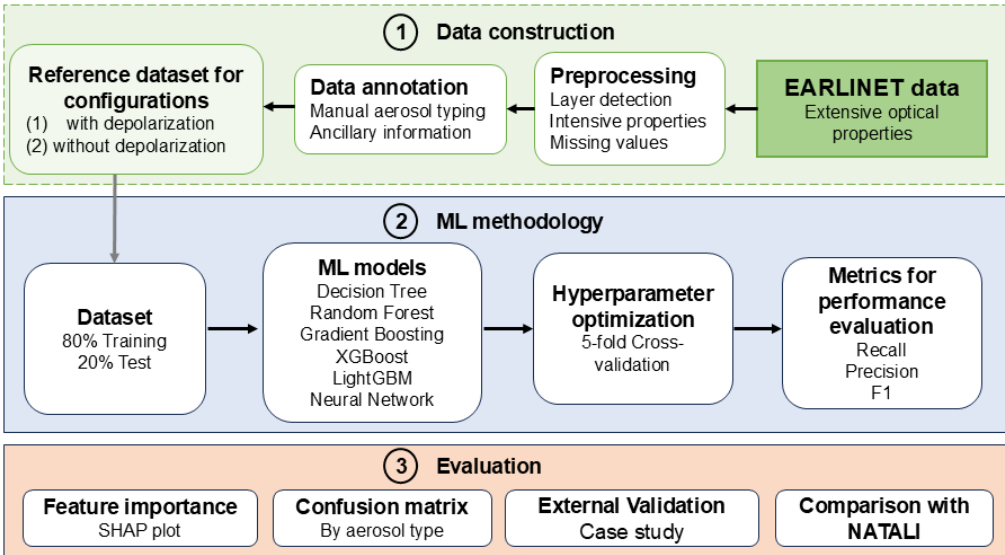 1 Data construction
Reference dataset for
configurations
(1) with depolarization
(2) without depolarization
Data annotation
Manual aerosol typing
Ancillary information
Preprocessing
Layer detection
Intensive properties
Missing values
EARLINET data
Extensive optical
properties
2 ML methodology
Dataset
80% Training
20% Test
ML models
Decision Tree
Random Forest
Gradient Boosting
XGBoost
LightGBM
Neural Network
Hyperparameter
optimization
5-fold Cross-
validation
Metrics for
performance
evaluation
Recall
Precision
F1
3 Evaluation
Feature importance
SHAP plot
Confusion matrix
By aerosol type
External Validation
Case study
Comparison with
NATALI